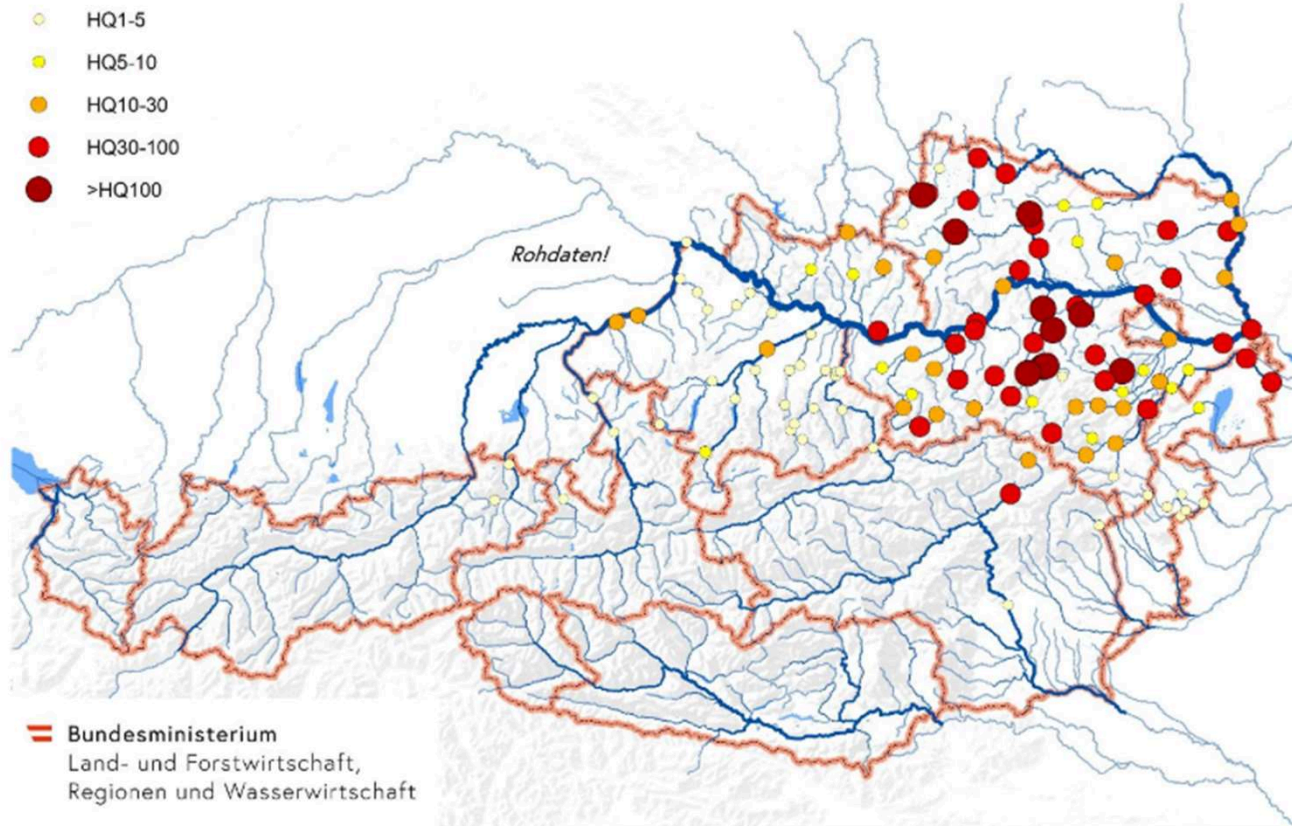 HQ1-5
HQ5-10
HQ10-30
HQ30-100
>HQ100
Rohdaten!
Bundesministerium
Land- und Forstwirtschaft,
Regionen und Wasserwirtschaft